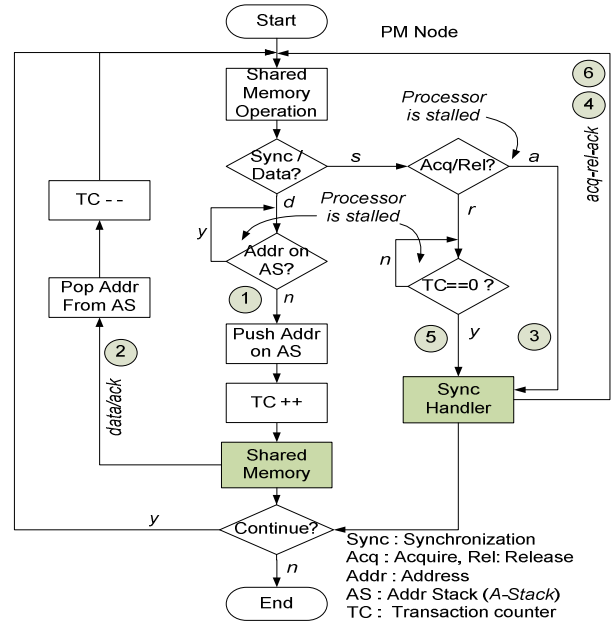 Start
PM Node
Shared
Memory
Operation
6
4
acq-rel-ack
Processor
is stalled
Sync /
Data?
s
Acq/Rel?
a
TC - -
d
Processor
is stalled
r
y
Addr on
AS?
n
TC==0 ?
Pop Addr
From AS
1
n
2
data/ack
Push Addr
on AS
5
y
3
TC ++
Sync
Handler
Shared
Memory
y
Continue?
n
End
Sync : Synchronization
Acq : Acquire, Rel: Release
Addr : Address
AS : Addr Stack (A-Stack)
TC : Transaction counter